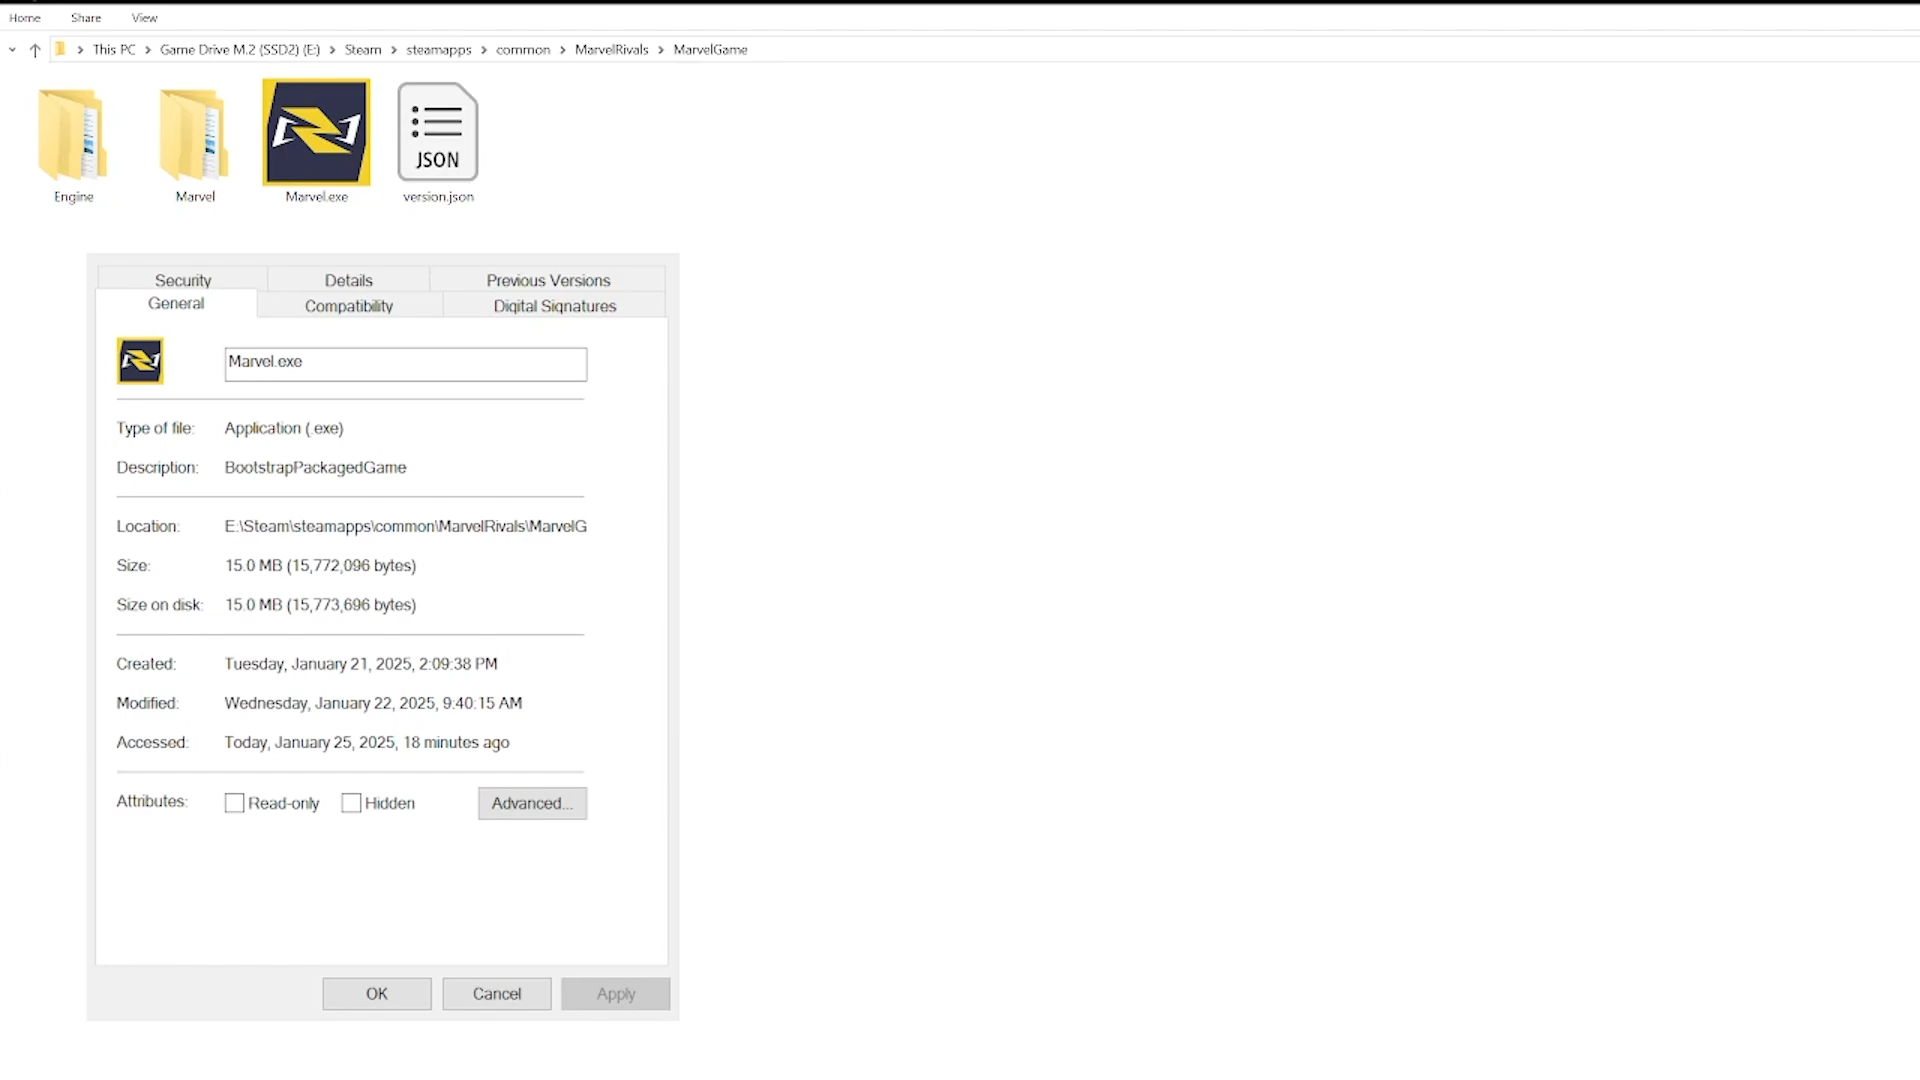 Home Share View
This PC > Game Drive M.2 (SSD2) (E:) > Steam > steamapps > common > MarvelRivals > MarvelGame
JSON
Engine Marvel Marvel.exe version.json
Security Details Previous Versions
General Compatibility Digital Signatures
Marvel.exe
Type of file: Application (.exe)
Description: BootstrapPackagedGame
Location: E:\Steam\steamapps\common\MarvelRivals\MarvelG
Size: 15.0 MB (15,772,096 bytes)
Size on disk: 15.0 MB (15,773,696 bytes)
Created: Tuesday, January 21, 2025, 2:09:38 PM
Modified: Wednesday, January 22, 2025, 9:40:15 AM
Accessed: Today, January 25, 2025, 18 minutes ago
Attributes: Read-only Hidden Advanced...
OK Cancel Apply